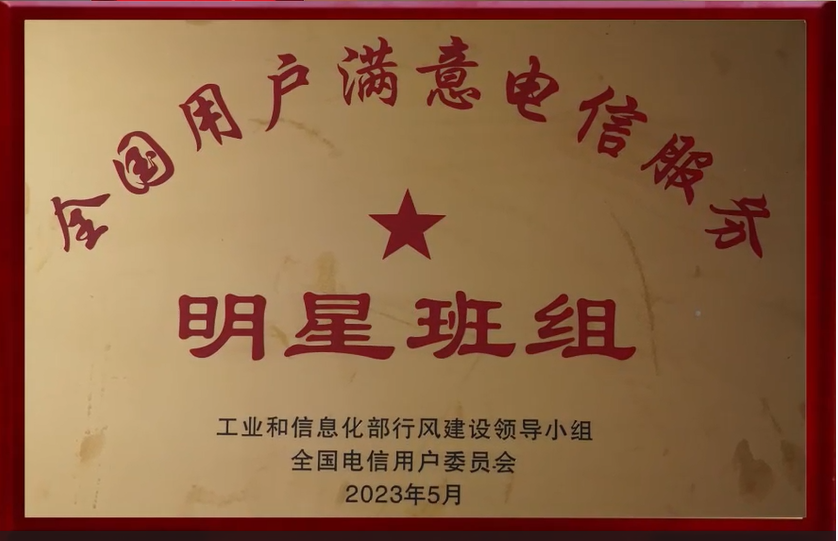 全国用户满意电信服务
明星班组
工业和信息化部行风建设领导小组
全国电信用户委员会
2023年5月